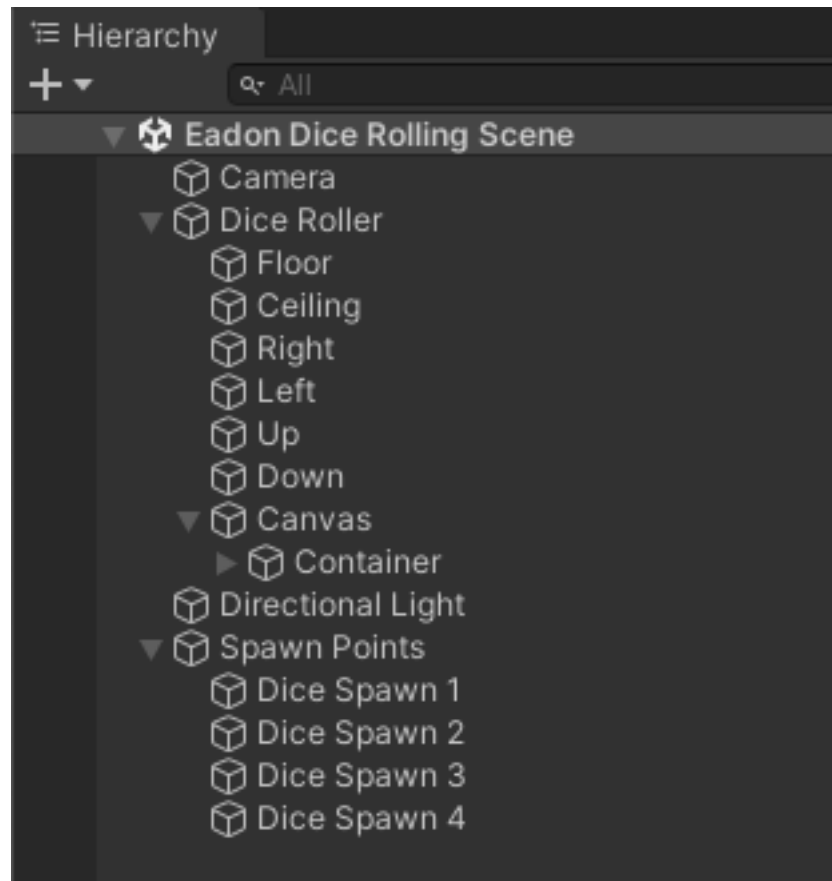 Hierarchy
All
Eadon Dice Rolling Scene
Camera
Dice Roller
Floor
Ceiling
Right
Left
Up
Down
Canvas
Container
Directional Light
Spawn Points
Dice Spawn 1
Dice Spawn 2
Dice Spawn 3
Dice Spawn 4